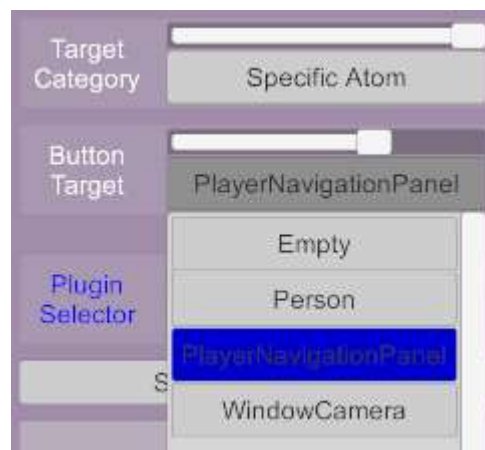 Target
Category
Specific Atom
Button
Target
PlayerNavigationPanel
Empty
Plugin
Selector
Person
PlayerNavigationPanel
S
WindowCamera